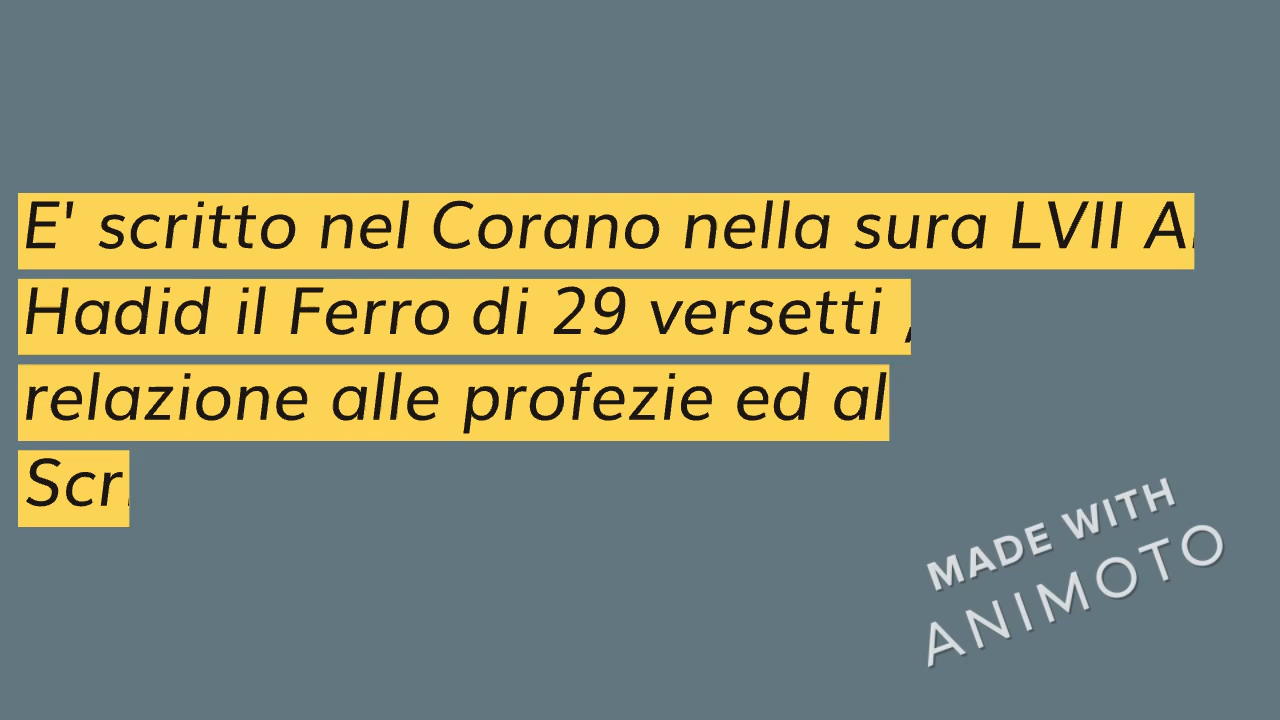 E' scritto nel Corano nella sura LVII A
Hadid il Ferro di 29 versetti ,
relazione alle profezie ed al
Scr
MADE WITH
ANIMOTO